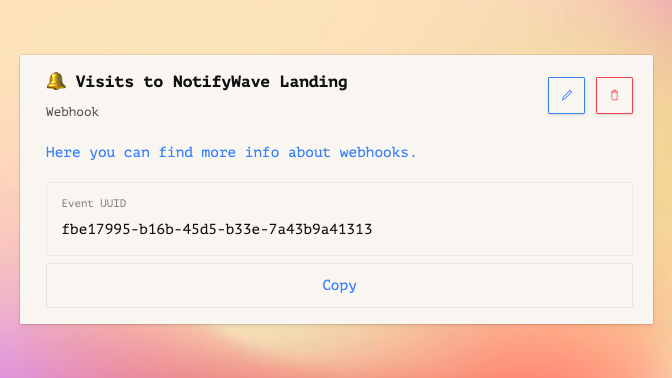 Visits to NotifyWave Landing
Webhook
Here you can find more info about webhooks.
Event UUID
fbe17995-b16b-45d5-b33e-7a43b9a41313
Copy